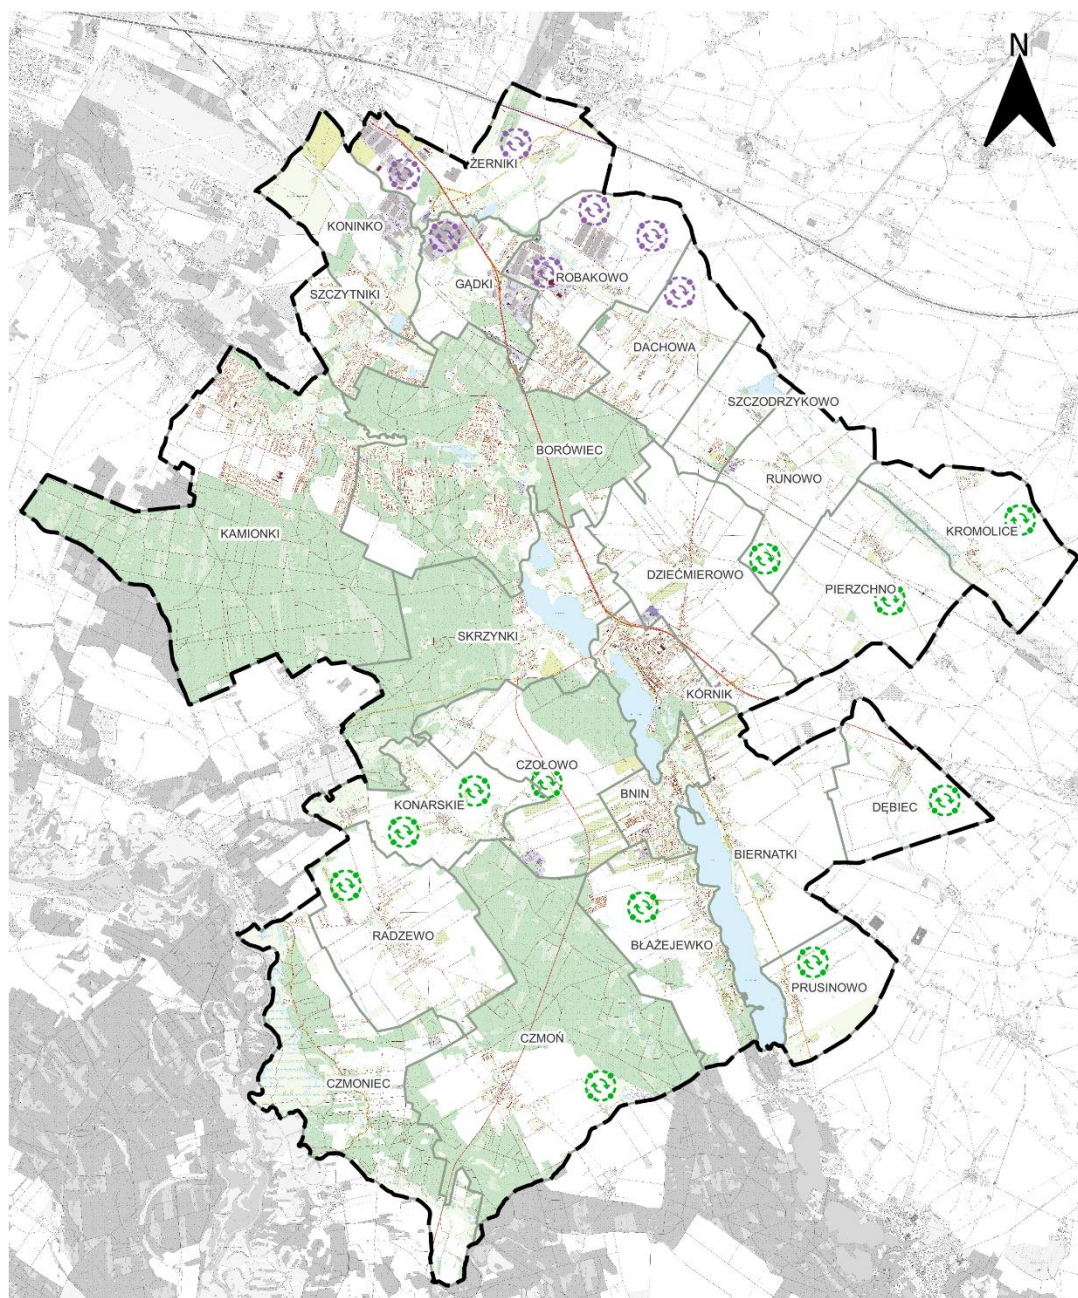 N
ŻERNIKI
KONINKO
GĄDKI
ROBAKOWO
SZCZYTNIKI
DACHOWA
SZCZODRZYKOWO
BORÓWIEC
RUNOWO
KAMIONKI
KROMOLICE
DZIEĆMIEROWO
PIERZCHNO
SKRZYNKI
KÓRNIK
CZOŁOWO
BNIN
KONARSKIE
DĘBIEC
BIERNATKI
RADZEWO
BŁAŻEJEWKO
PRUSINOWO
CZMOŃ
CZMONIEC